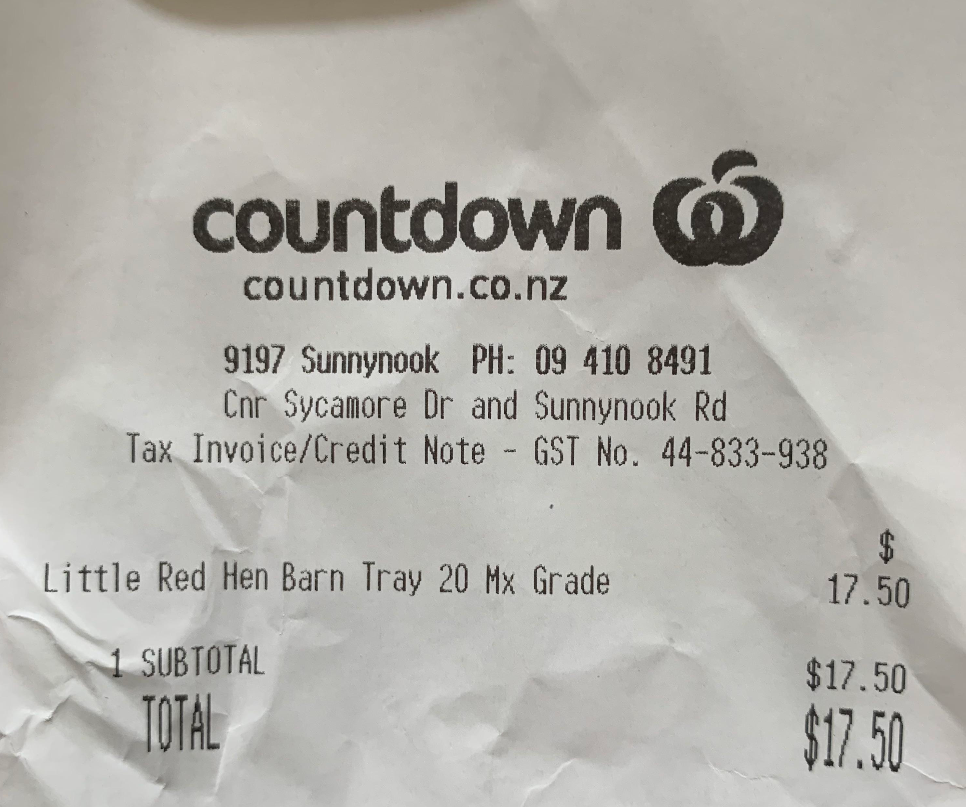 countdown
countdown.co.nz
9197 Sunnynook PH: 09 410 8491
Cnr Sycamore Dr and Sunnynook Rd
Tax Invoice/Credit Note - GST No. 44-833-938
$
Little Red Hen Barn Tray 20 Mx Grade 17.50
1 SUBTOTAL $17.50
TOTAL $17.50